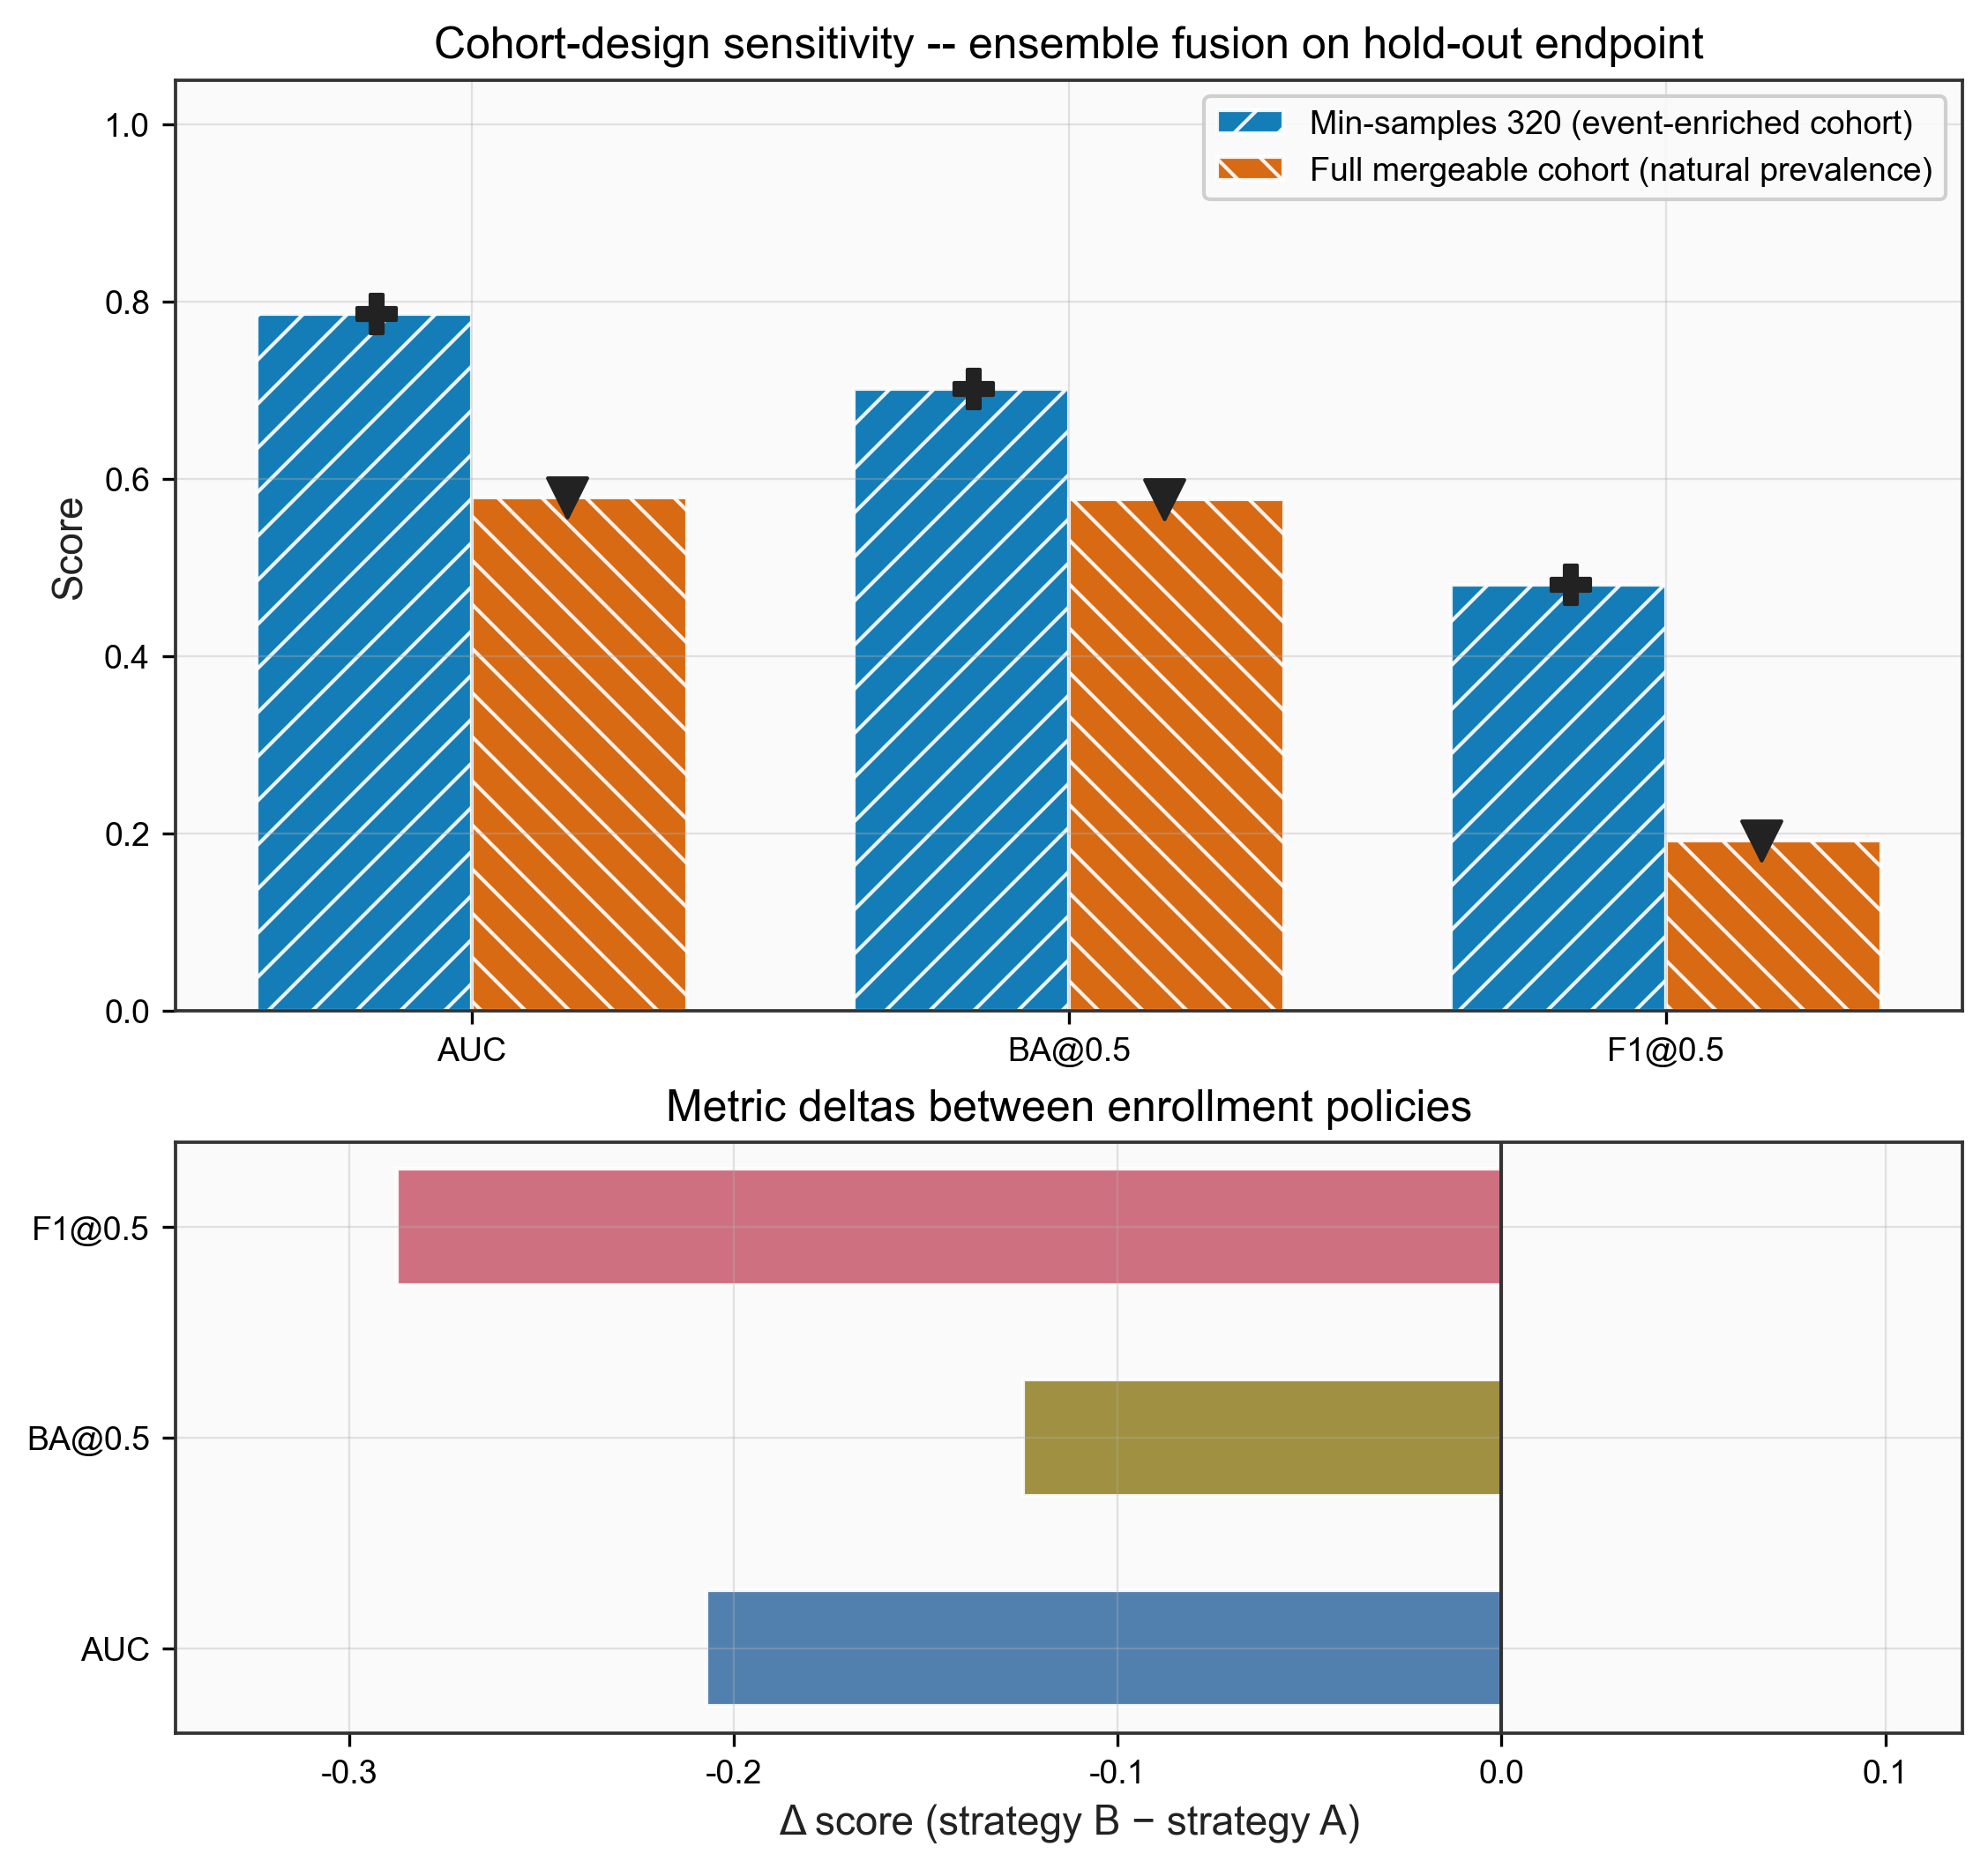 Cohort-design sensitivity -- ensemble fusion on hold-out endpoint
Min-samples 320 (event-enriched cohort)
Full mergeable cohort (natural prevalence)
1.0
0.8
0.6
0.4
0.2
0.0
Score
AUC
BA@0.5
F1@0.5
Metric deltas between enrollment policies
F1@0.5
BA@0.5
AUC
-0.3
-0.2
-0.1
0.0
0.1
Δ score (strategy B − strategy A)